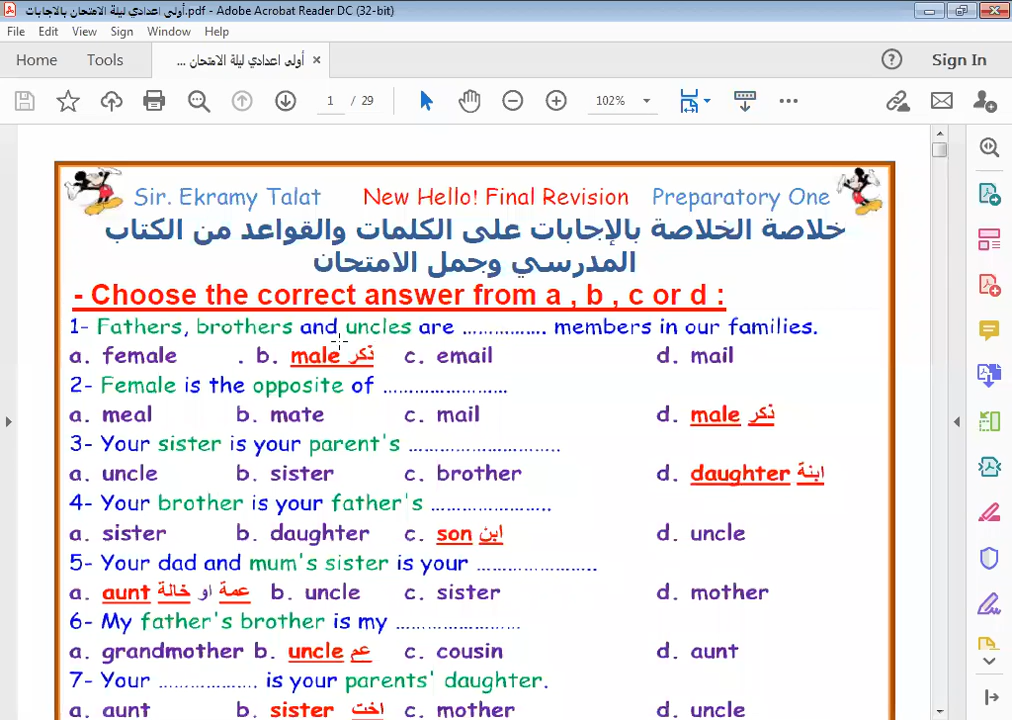 أولى اعدادي ليلة الامتحان بالاجابات.pdf - Adobe Acrobat Reader DC (32-bit)
File Edit View Sign Window Help
Home Tools أولى اعدادي ليلة الامتحان ... × Sign In
1 / 29 102%
Sir. Ekramy Talat New Hello! Final Revision Preparatory One
خلاصة الخلاصة بالإجابات على الكلمات والقواعد من الكتاب
المدرسي وجمل الامتحان
- Choose the correct answer from a , b , c or d :
1- Fathers, brothers and uncles are ................ members in our families.
a. female . b. male ذكر c. email d. mail
2- Female is the opposite of ........................
a. meal b. mate c. mail d. male ذكر
3- Your sister is your parent's ........................
a. uncle b. sister c. brother d. daughter ابنة
4- Your brother is your father's ........................
a. sister b. daughter c. son ابن d. uncle
5- Your dad and mum's sister is your ........................
a. aunt عمة او خالة b. uncle c. sister d. mother
6- My father's brother is my ........................
a. grandmother b. uncle عم c. cousin d. aunt
7- Your ................... is your parents' daughter.
a. aunt b. sister اخت c. mother d. uncle